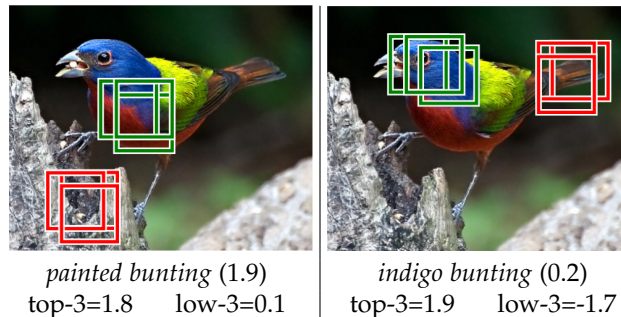 painted bunting (1.9)
top-3=1.8 low-3=0.1
indigo bunting (0.2)
top-3=1.9 low-3=-1.7